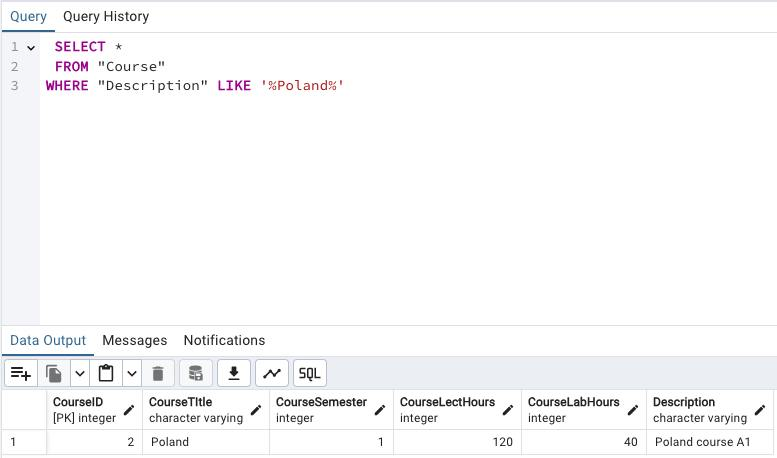 Query Query History
1 SELECT *
2 FROM "Course"
3 WHERE "Description" LIKE '%Poland%'
Data Output Messages Notifications
SQL
CourseID CourseTItle CourseSemester CourseLectHours CourseLabHours Description
[PK] integer character varying integer integer integer character varying
1 2 Poland 1 120 40 Poland course A1